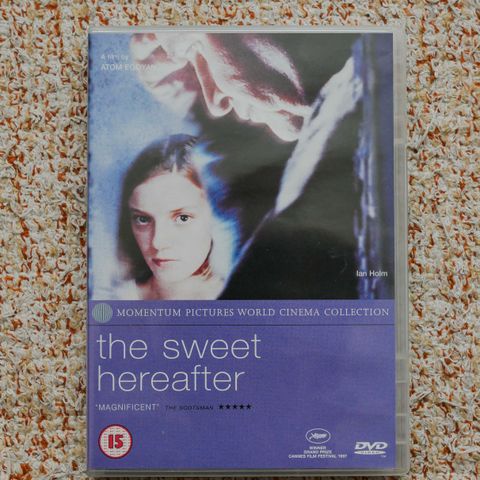 A film by
ATOM EGOYAN
Ian Holm
MOMENTUM PICTURES WORLD CINEMA COLLECTION
the sweet
hereafter
"MAGNIFICENT" THE SCOTSMAN ★★★★★
15
WINNER
GRAND PRIZE
CANNES FILM FESTIVAL 1997
DVD
VIDEO